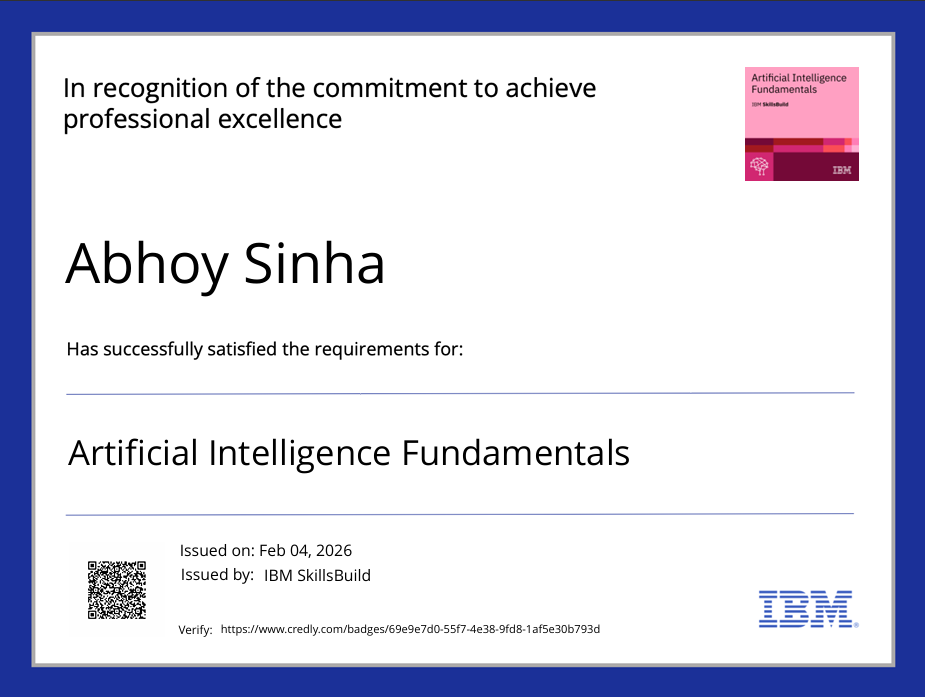 In recognition of the commitment to achieve
professional excellence
Artificial Intelligence
Fundamentals
IBM SkillsBuild
IBM
Abhoy Sinha
Has successfully satisfied the requirements for:
Artificial Intelligence Fundamentals
Issued on: Feb 04, 2026
Issued by: IBM SkillsBuild
Verify: https://www.credly.com/badges/69e9e7d0-55f7-4e38-9fd8-1af5e30b793d
IBM®